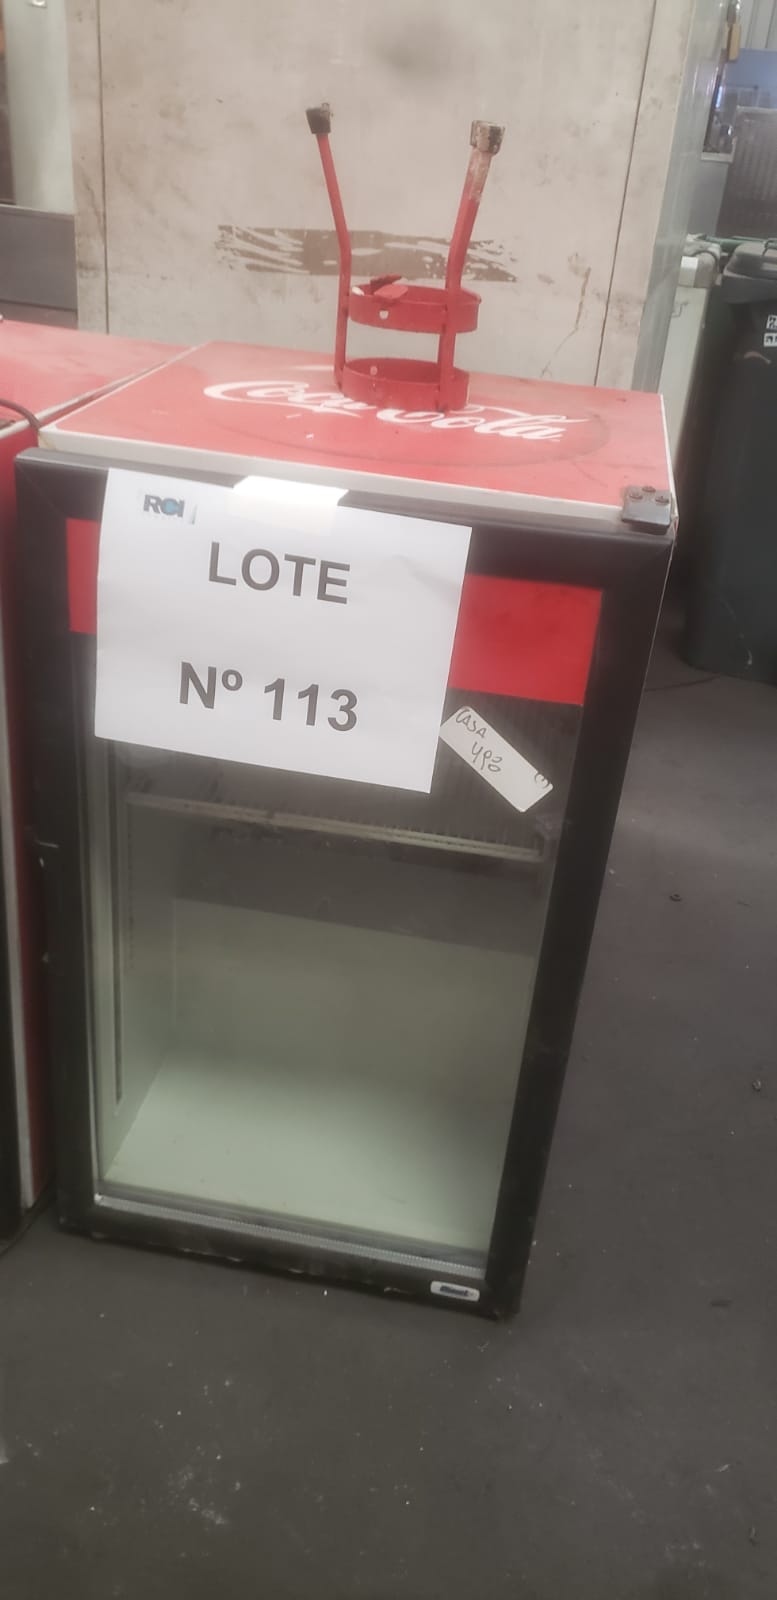 Coca-Cola
RCI
LOTE
Nº 113
CASA